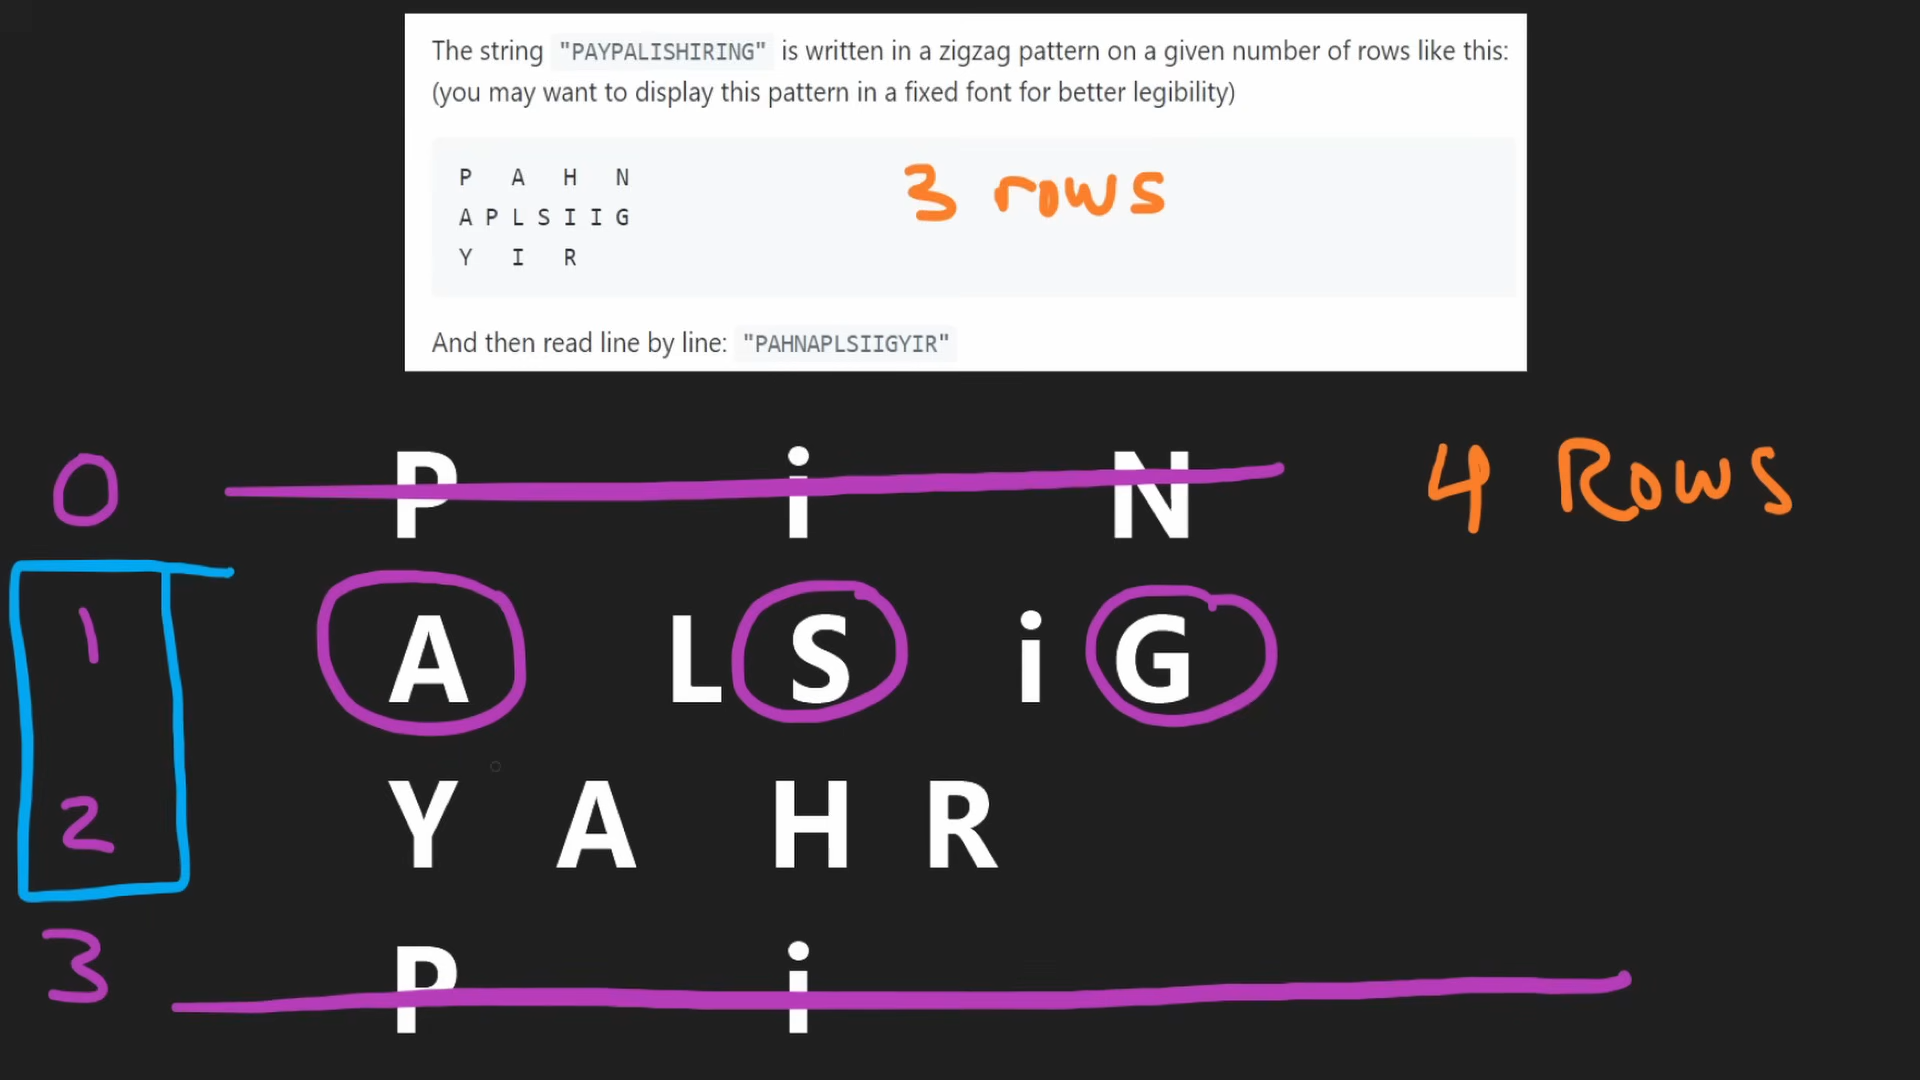 The string "PAYPALISHIRING" is written in a zigzag pattern on a given number of rows like this:
(you may want to display this pattern in a fixed font for better legibility)
P A H N
3 rows
A P L S I I G
Y I R
And then read line by line: "PAHNAPLSIIGYIR"
0 P i N 4 Rows
1 A L S i G
2 Y A H R
3 P i